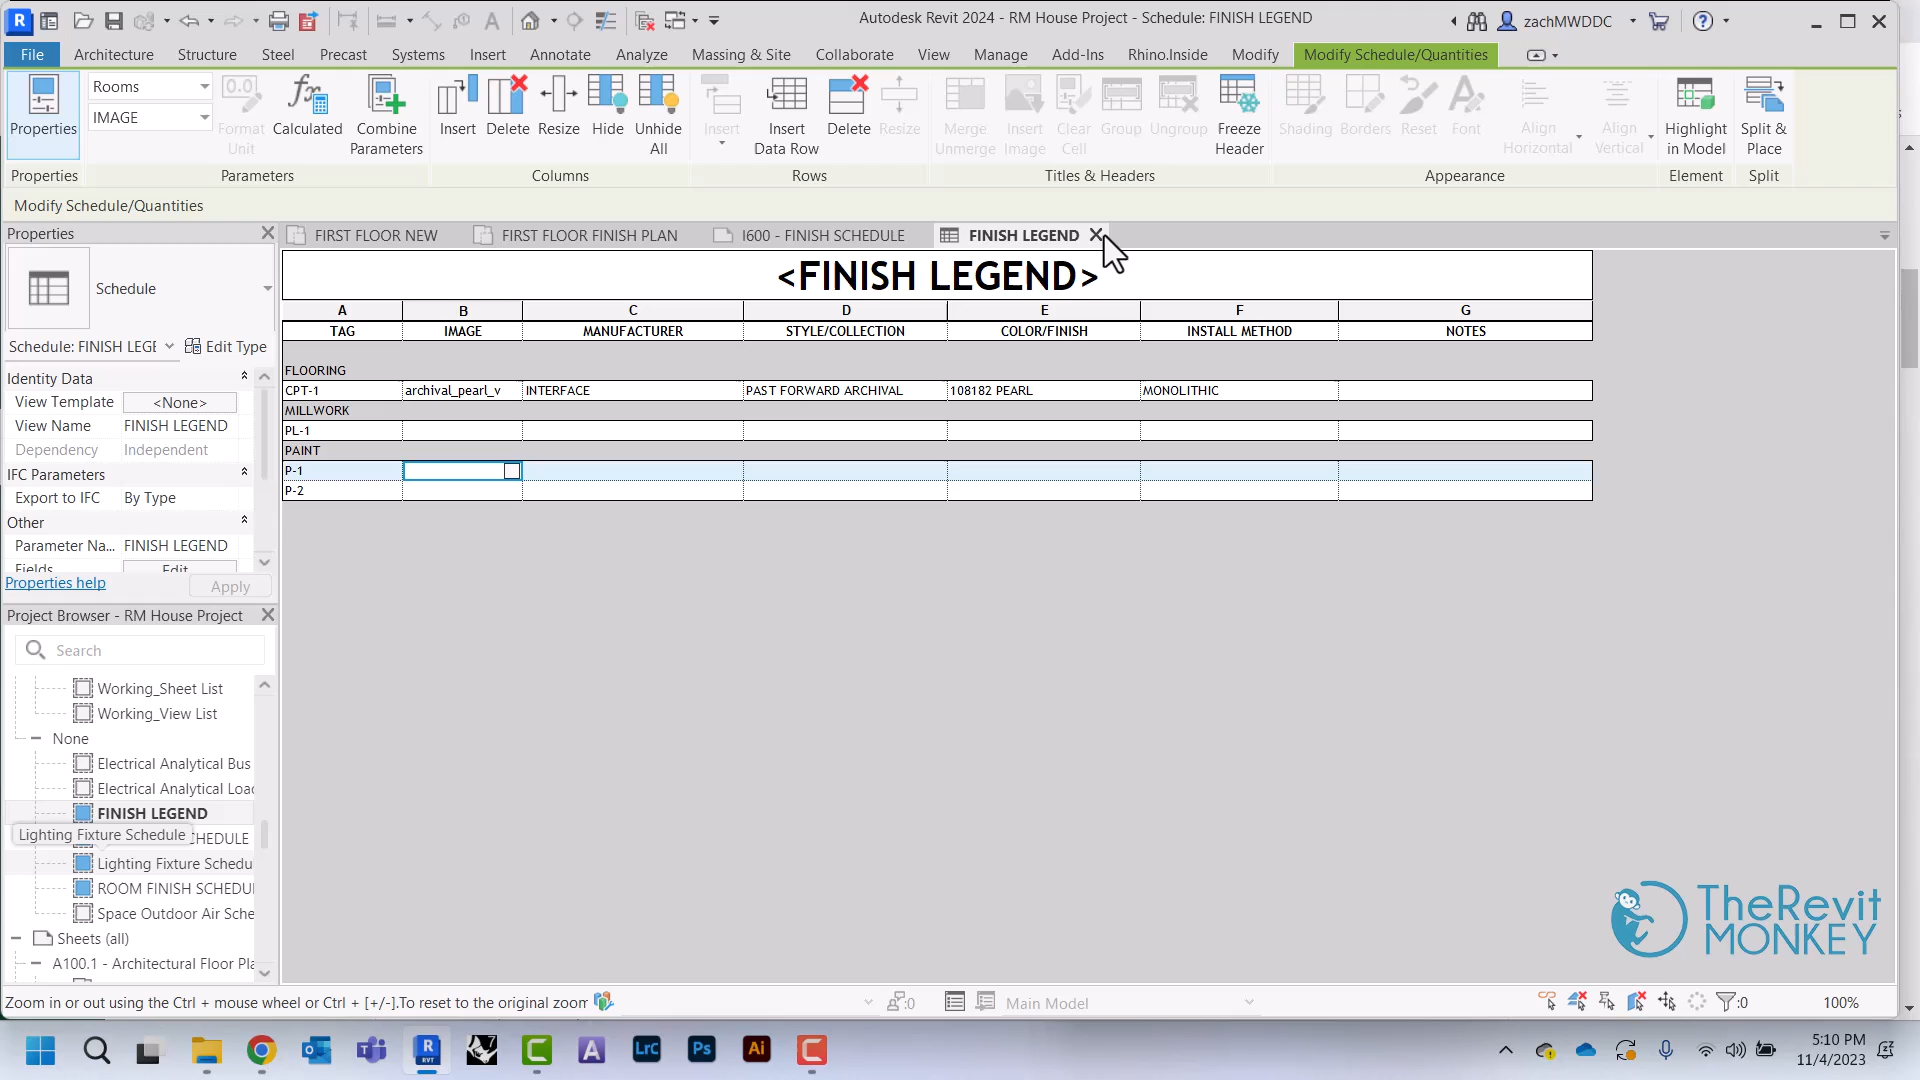 Autodesk Revit 2024 - RM House Project - Schedule: FINISH LEGEND
zachMWDDC
File Architecture Structure Steel Precast Systems Insert Annotate Analyze Massing & Site Collaborate View Manage Add-Ins Rhino.Inside Modify Modify Schedule/Quantities
Properties
Rooms
IMAGE
Format Unit
Calculated
Combine Parameters
Insert
Delete
Resize
Hide
Unhide All
Insert
Insert Data Row
Delete
Resize
Merge Unmerge
Insert Image
Clear Cell
Group
Ungroup
Freeze Header
Shading
Borders
Reset
Font
Align Horizontal
Align Vertical
Highlight in Model
Split & Place
Properties Parameters Columns Rows Titles & Headers Appearance Element Split
Modify Schedule/Quantities
Properties
FIRST FLOOR NEW
FIRST FLOOR FINISH PLAN
I600 - FINISH SCHEDULE
FINISH LEGEND
Schedule
Schedule: FINISH LEGE
Edit Type
Identity Data
View Template <None>
View Name FINISH LEGEND
Dependency Independent
IFC Parameters
Export to IFC By Type
Other
Parameter Na... FINISH LEGEND
Fields Edit...
Properties help
Apply
<FINISH LEGEND>
A B C D E F G
TAG IMAGE MANUFACTURER STYLE/COLLECTION COLOR/FINISH INSTALL METHOD NOTES
FLOORING
CPT-1 archival_pearl_v INTERFACE PAST FORWARD ARCHIVAL 108182 PEARL MONOLITHIC
MILLWORK
PL-1
PAINT
P-1
P-2
Project Browser - RM House Project
Search
Working_Sheet List
Working_View List
None
Electrical Analytical Bus
Electrical Analytical Loa
FINISH LEGEND
Lighting Fixture Schedule
CHEDULE
Lighting Fixture Schedu
ROOM FINISH SCHEDU
Space Outdoor Air Sche
Sheets (all)
A100.1 - Architectural Floor Pla
TheRevit
MONKEY
Zoom in or out using the Ctrl + mouse wheel or Ctrl + [+/-].To reset to the original zoom
:0
Main Model
:0
100%
RVT
LrC
Ps
Ai
5:10 PM
11/4/2023